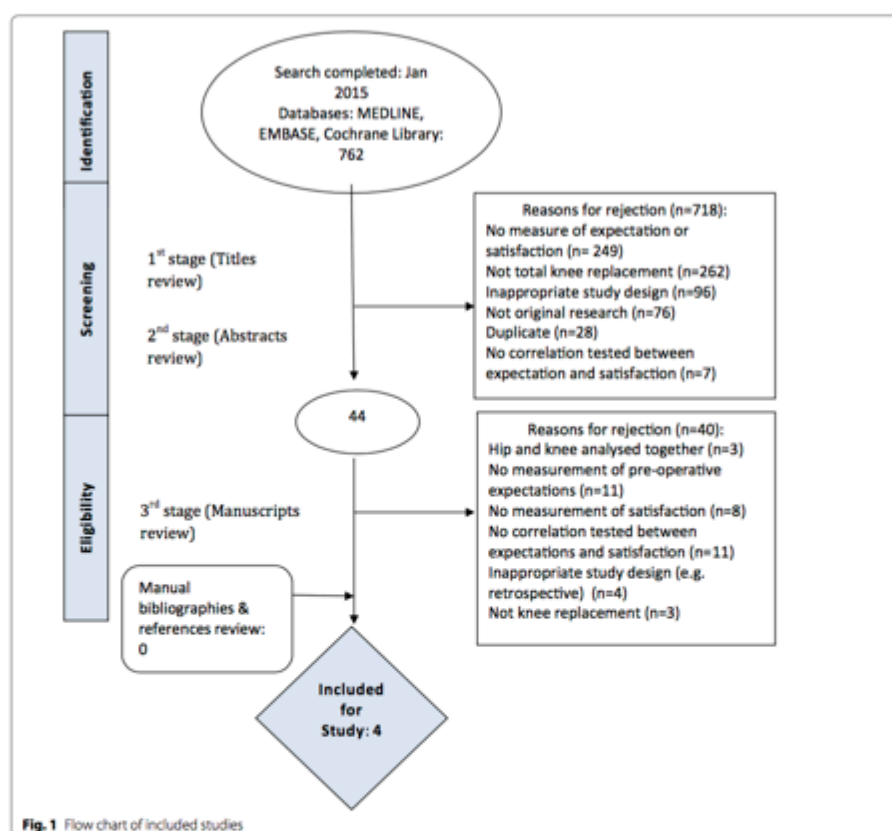 Identification
Search completed: Jan
2015
Databases: MEDLINE,
EMBASE, Cochrane Library:
762
Screening
1st stage (Titles
review)
2nd stage (Abstracts
review)
Reasons for rejection (n=718):
No measure of expectation or
satisfaction (n= 249)
Not total knee replacement (n=262)
Inappropriate study design (n=96)
Not original research (n=76)
Duplicate (n=28)
No correlation tested between
expectation and satisfaction (n=7)
44
Eligibility
3rd stage (Manuscripts
review)
Reasons for rejection (n=40):
Hip and knee analysed together (n=3)
No measurement of pre-operative
expectations (n=11)
No measurement of satisfaction (n=8)
No correlation tested between
expectations and satisfaction (n=11)
Inappropriate study design (e.g.
retrospective) (n=4)
Not knee replacement (n=3)
Manual
bibliographies &
references review:
0
Included
for
Study: 4
Fig. 1 Flow chart of included studies